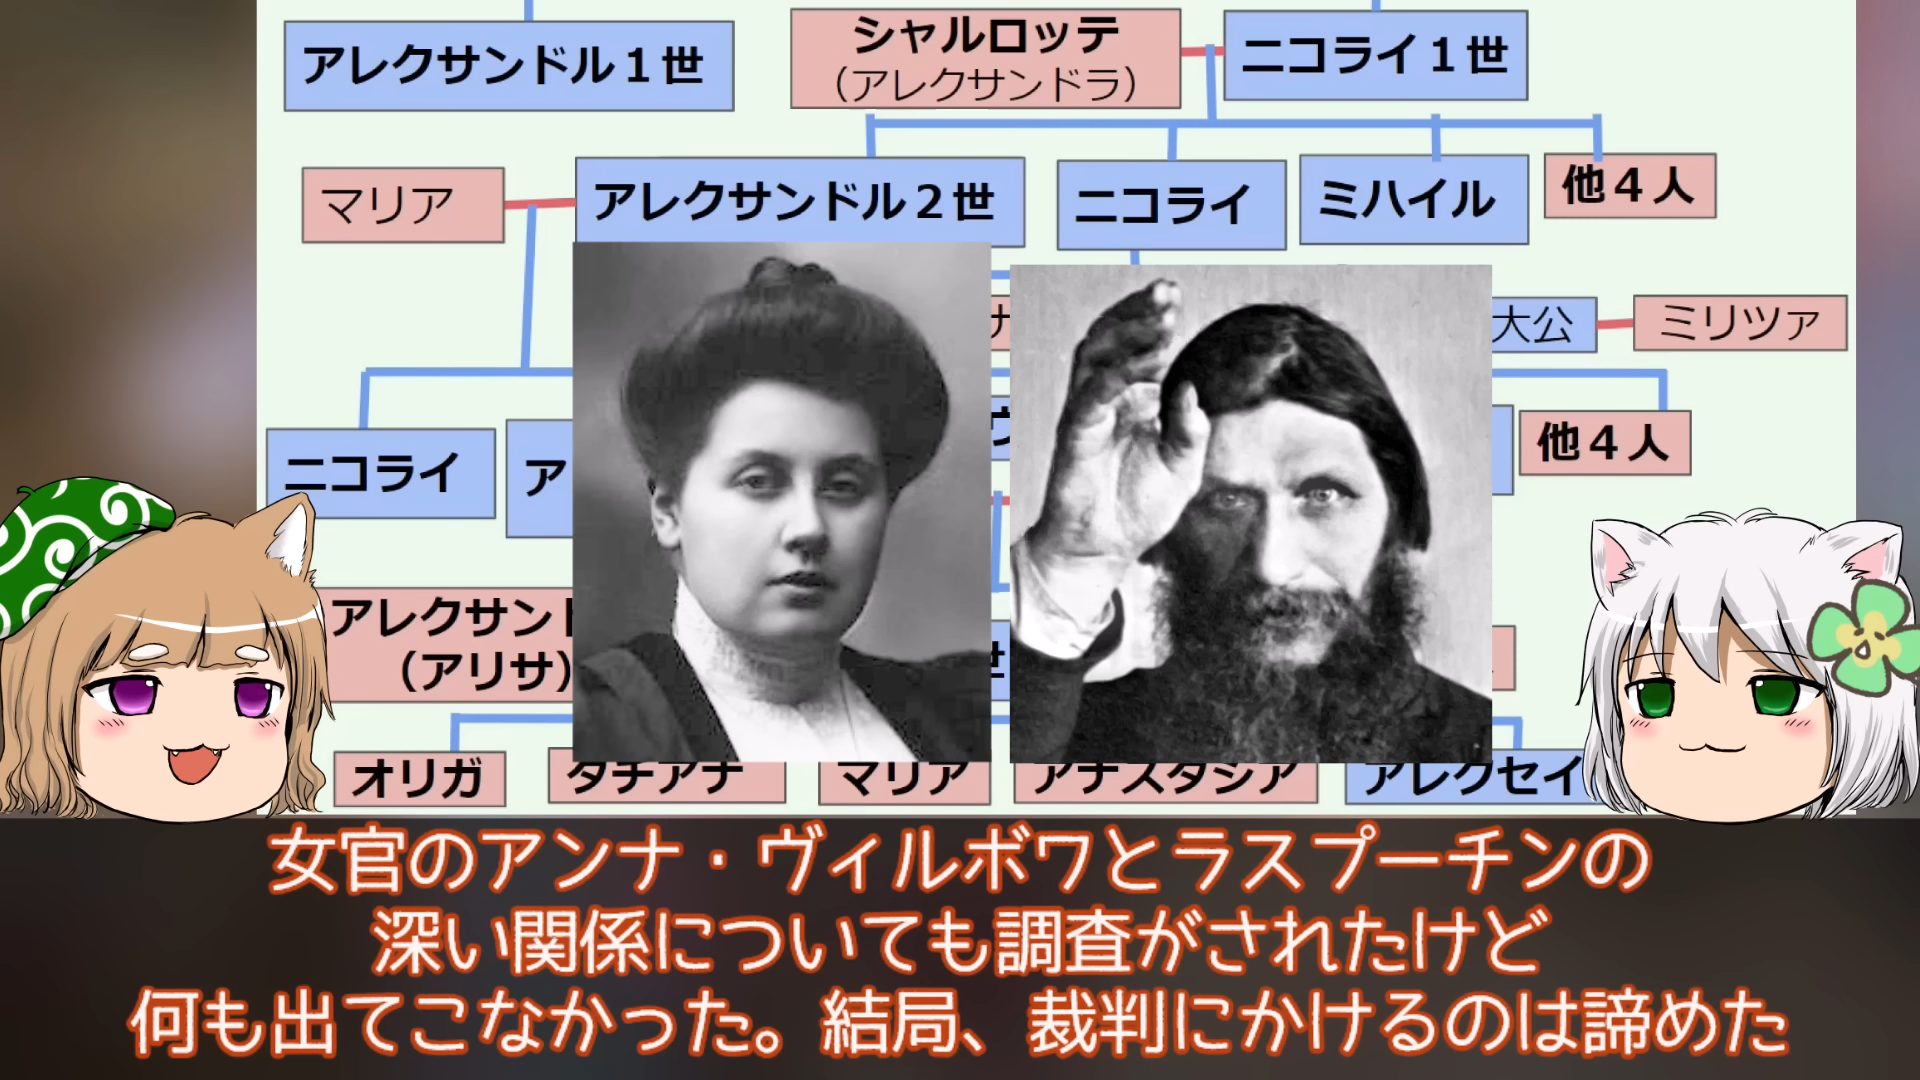 アレクサンドル１世
シャルロッテ
（アレクサンドラ）
ニコライ１世
マリア
アレクサンドル２世
ニコライ
ミハイル
他４人
大公
ミリツァ
ニコライ
ア
他４人
アレクサンド
（アリサ）
世
オリガ
タチアナ
マリア
アナスタシア
アレクセイ
女官のアンナ・ヴィルボワとラスプーチンの
深い関係についても調査がされたけど
何も出てこなかった。結局、裁判にかけるのは諦めた